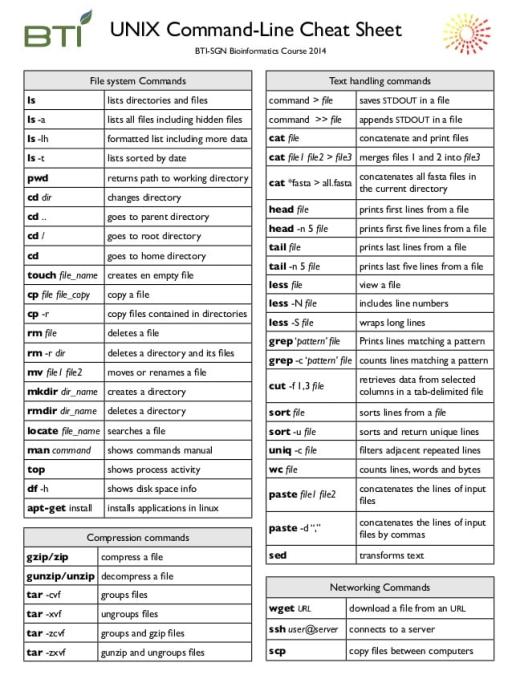 BTI
UNIX Command-Line Cheat Sheet
BTI-SGN Bioinformatics Course 2014
File system Commands
ls lists directories and files
ls -a lists all files including hidden files
ls -lh formatted list including more data
ls -t lists sorted by date
pwd returns path to working directory
cd dir changes directory
cd .. goes to parent directory
cd / goes to root directory
cd goes to home directory
touch file_name creates en empty file
cp file file_copy copy a file
cp -r copy files contained in directories
rm file deletes a file
rm -r dir deletes a directory and its files
mv file1 file2 moves or renames a file
mkdir dir_name creates a directory
rmdir dir_name deletes a directory
locate file_name searches a file
man command shows commands manual
top shows process activity
df -h shows disk space info
apt-get install installs applications in linux
Compression commands
gzip/zip compress a file
gunzip/unzip decompress a file
tar -cvf groups files
tar -xvf ungroups files
tar -zcvf groups and gzip files
tar -zxvf gunzip and ungroups files
Text handling commands
command > file saves STDOUT in a file
command >> file appends STDOUT in a file
cat file concatenate and print files
cat file1 file2 > file3 merges files 1 and 2 into file3
cat *fasta > all.fasta concatenates all fasta files in
the current directory
head file prints first lines from a file
head -n 5 file prints first five lines from a file
tail file prints last lines from a file
tail -n 5 file prints last five lines from a file
less file view a file
less -N file includes line numbers
less -S file wraps long lines
grep 'pattern' file Prints lines matching a pattern
grep -c 'pattern' file counts lines matching a pattern
cut -f 1,3 file retrieves data from selected
columns in a tab-delimited file
sort file sorts lines from a file
sort -u file sorts and return unique lines
uniq -c file filters adjacent repeated lines
wc file counts lines, words and bytes
paste file1 file2 concatenates the lines of input
files
paste -d "," concatenates the lines of input
files by commas
sed transforms text
Networking Commands
wget URL download a file from an URL
ssh user@server connects to a server
scp copy files between computers